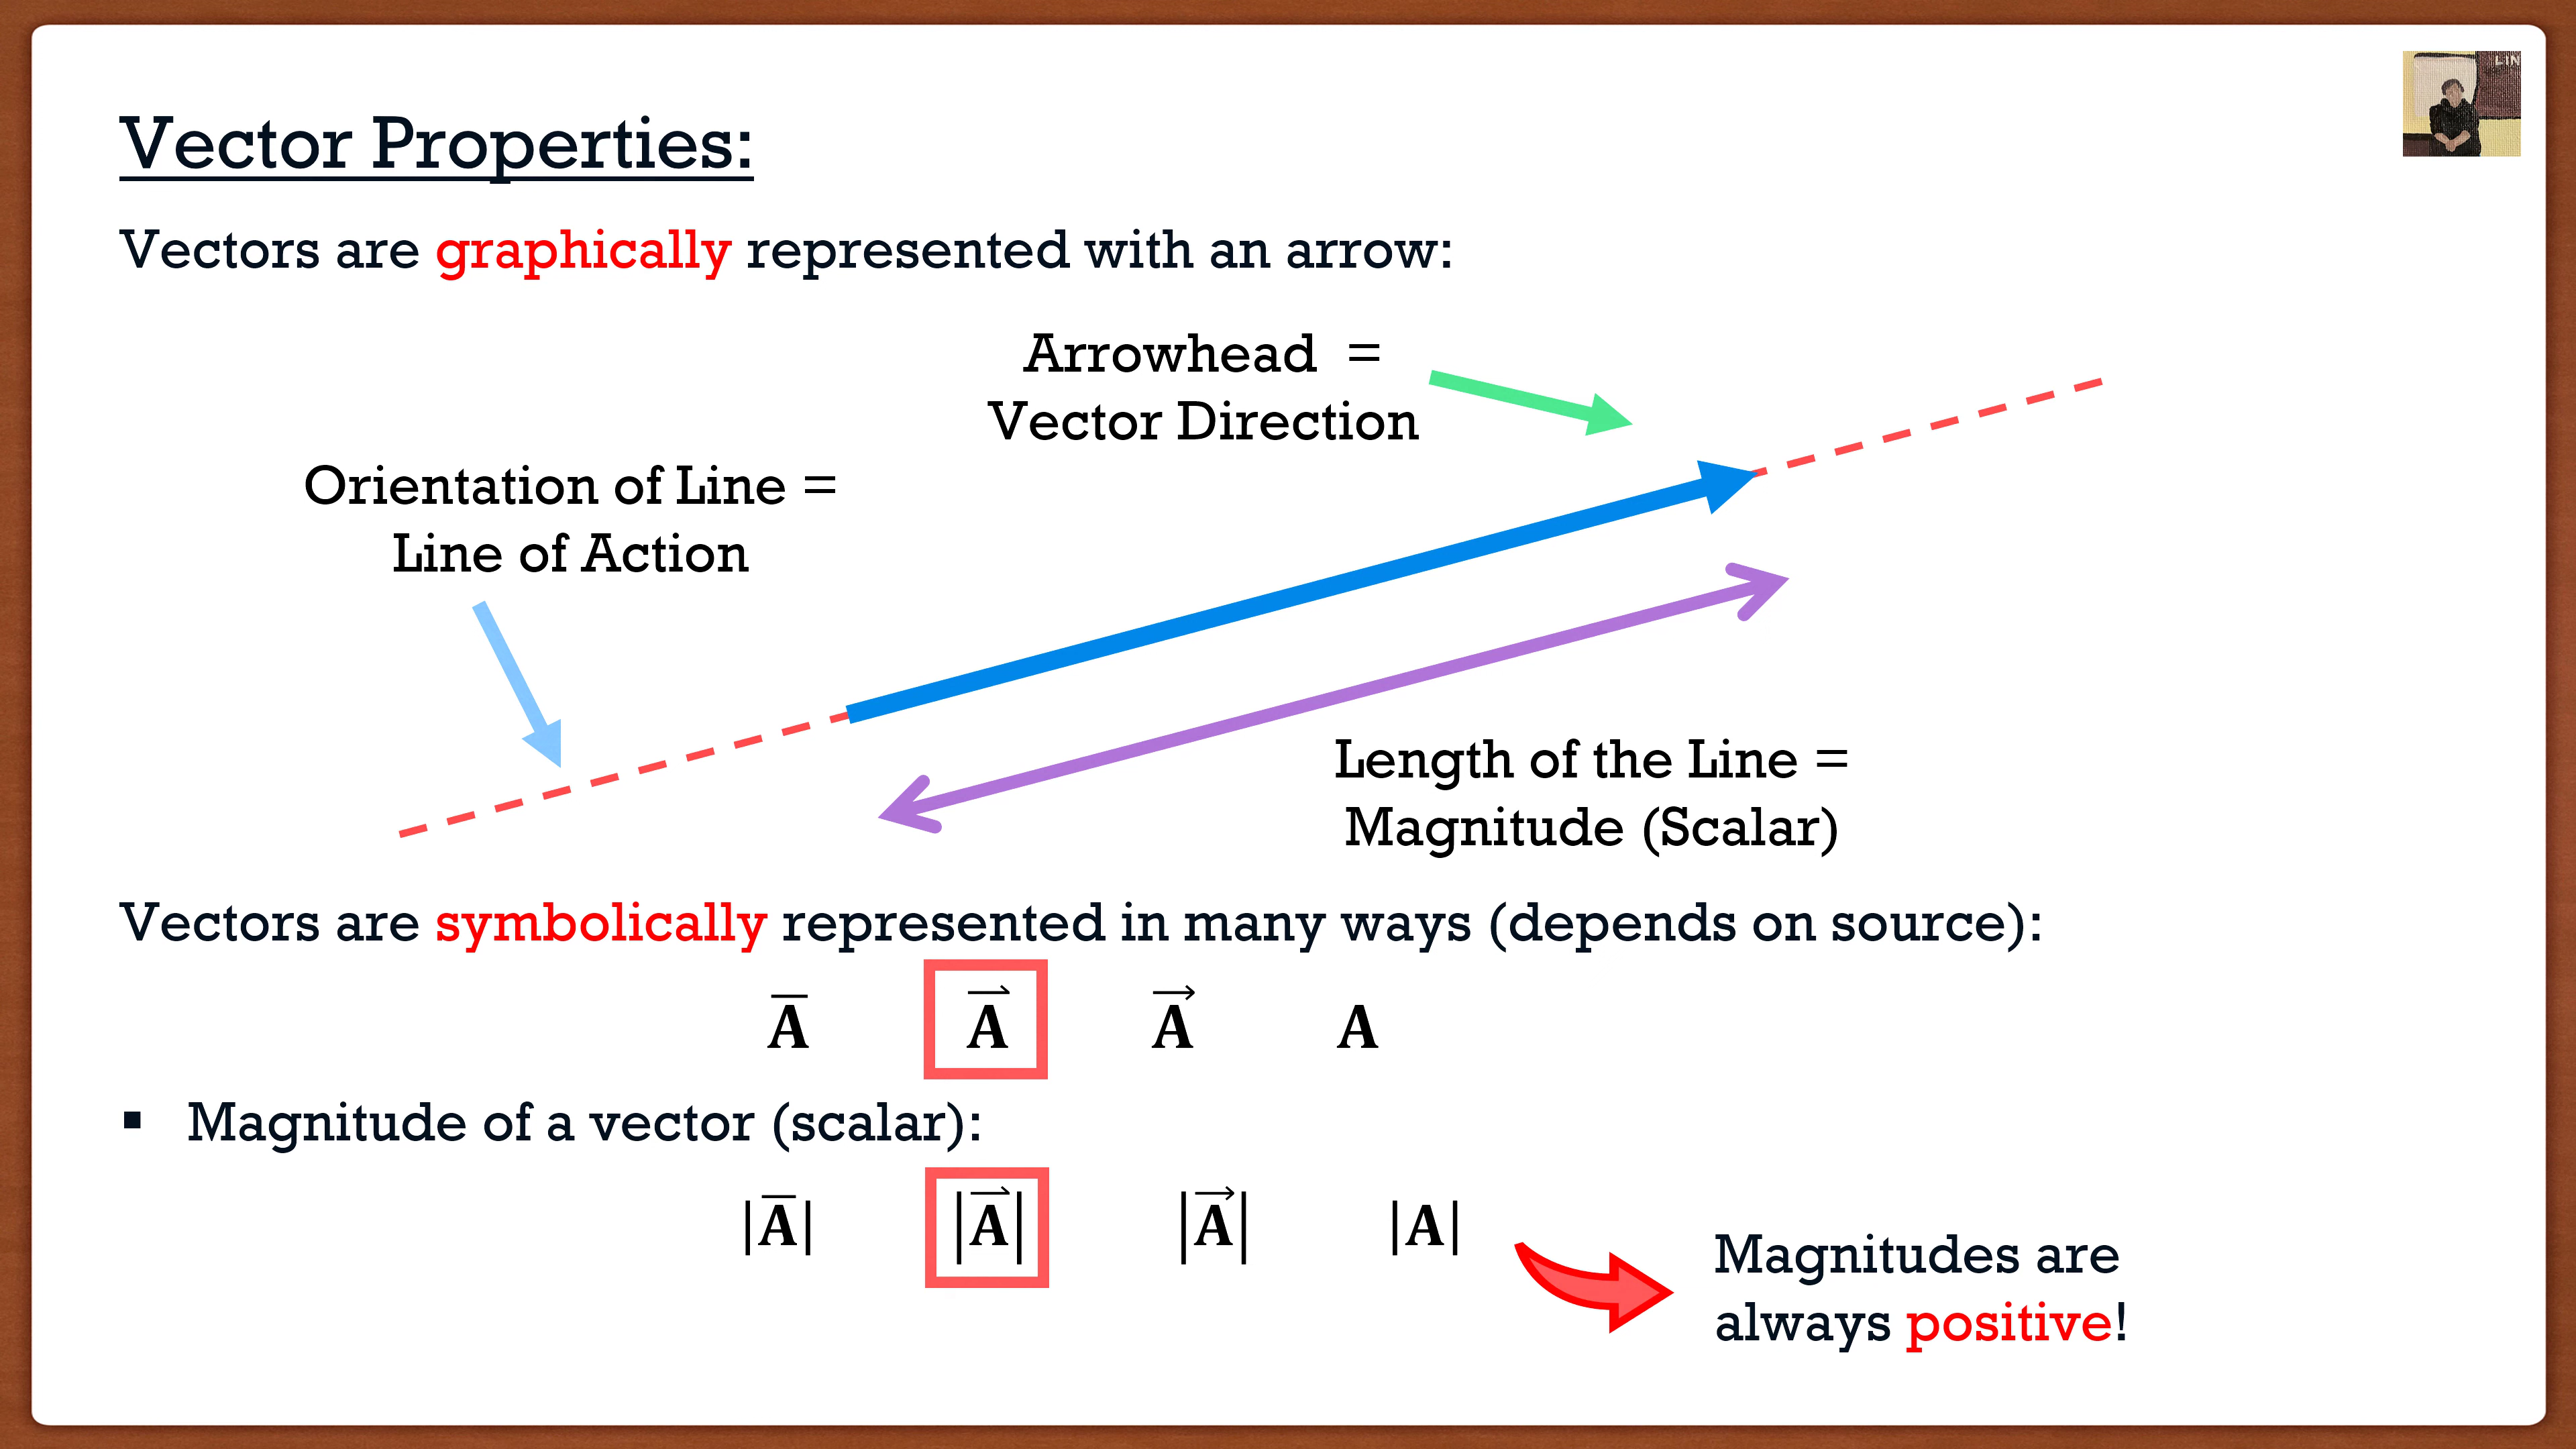 LIN
Vector Properties:
Vectors are graphically represented with an arrow:
Arrowhead =
Vector Direction
Orientation of Line =
Line of Action
Length of the Line =
Magnitude (Scalar)
Vectors are symbolically represented in many ways (depends on source):
A̅ A⃑ A⃗ A
▪ Magnitude of a vector (scalar):
|A̅| |A⃑| |A⃗| |A|
Magnitudes are
always positive!